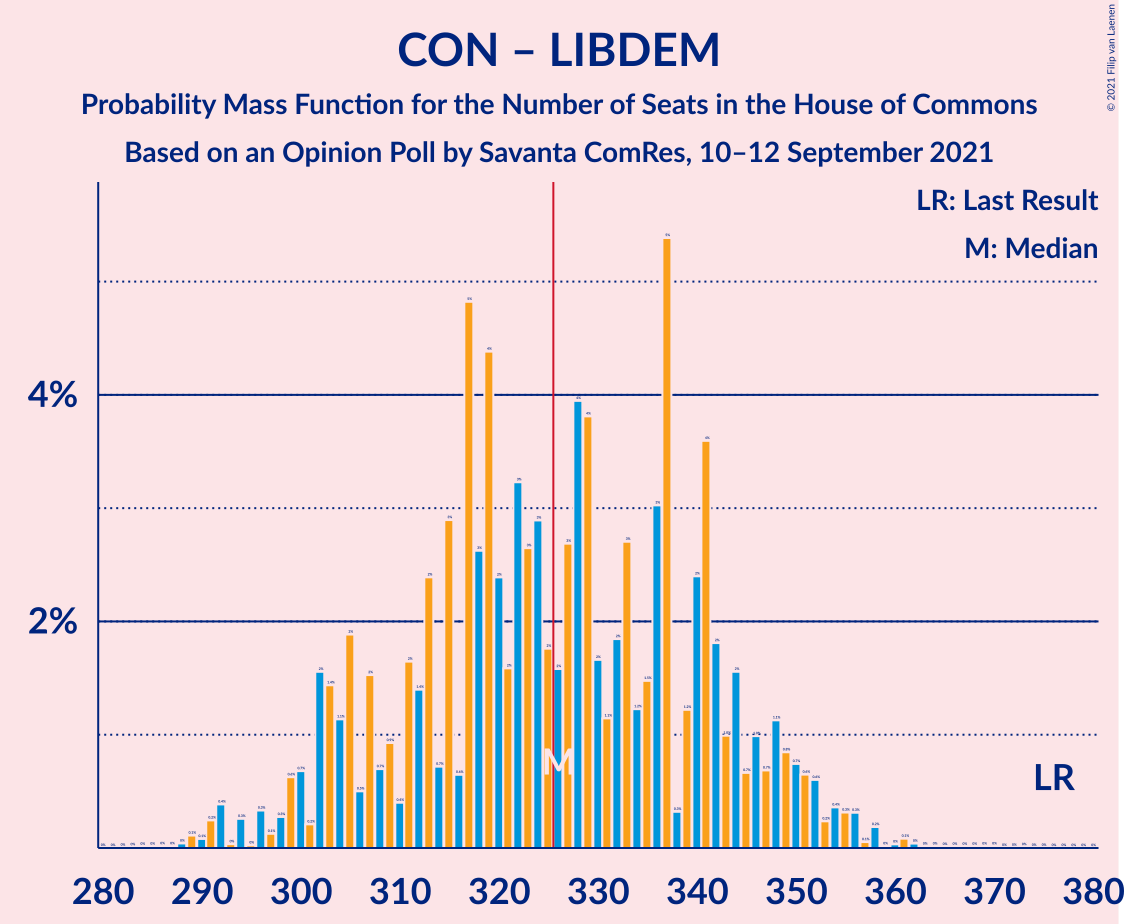 CON – LIBDEM
Probability Mass Function for the Number of Seats in the House of Commons
Based on an Opinion Poll by Savanta ComRes, 10–12 September 2021
© 2021 Filip van Laenen
LR: Last Result
M: Median
4%
2%
M
LR
280 290 300 310 320 330 340 350 360 370 380